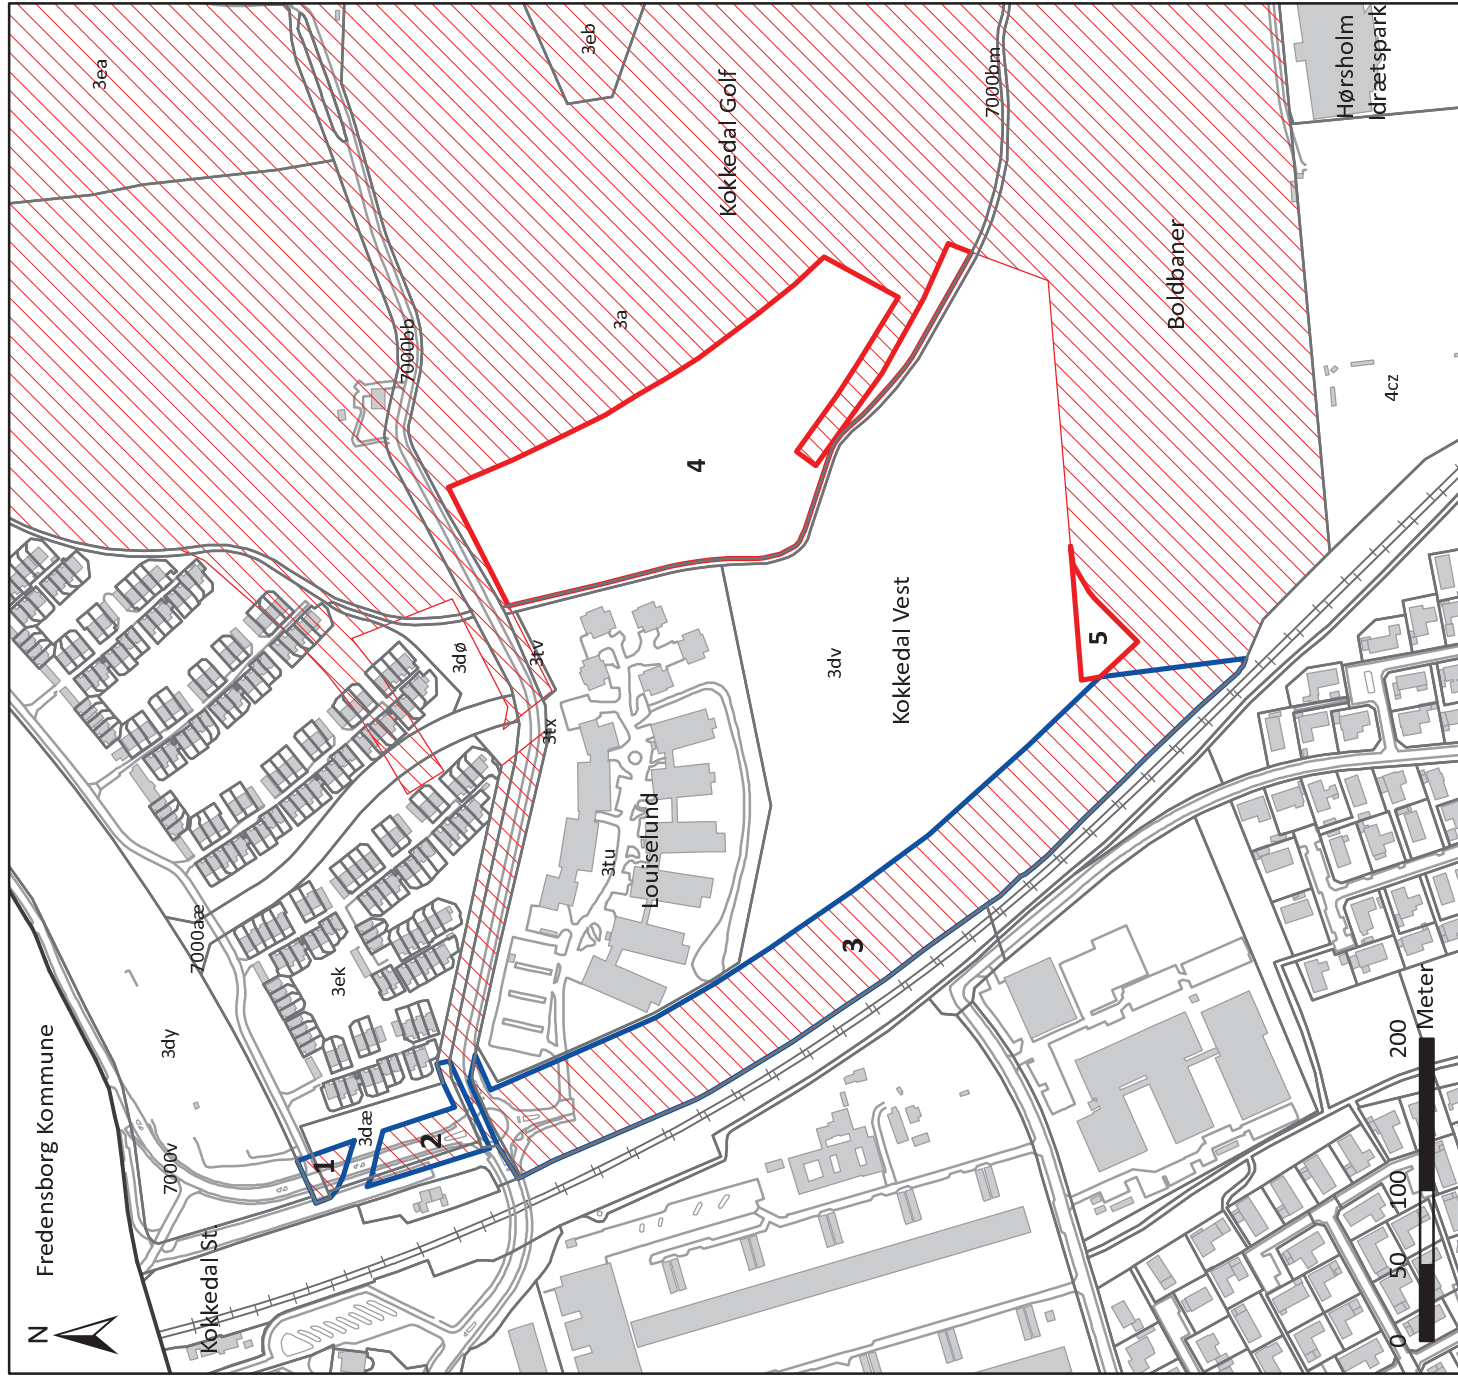 Fredensborg Kommune
N
Kokkedal St.
7000v
3dy
7000aæ
3ea
3eb
3ek
3dæ
1
2
3dø
7000bb
3tv
3tx
3a
Kokkedal Golf
7000bm
3tu
Louiselund
4
3dv
Kokkedal Vest
3
5
Boldbaner
Hørsholm
Idrætspark
4cz
0
50
100
200
Meter